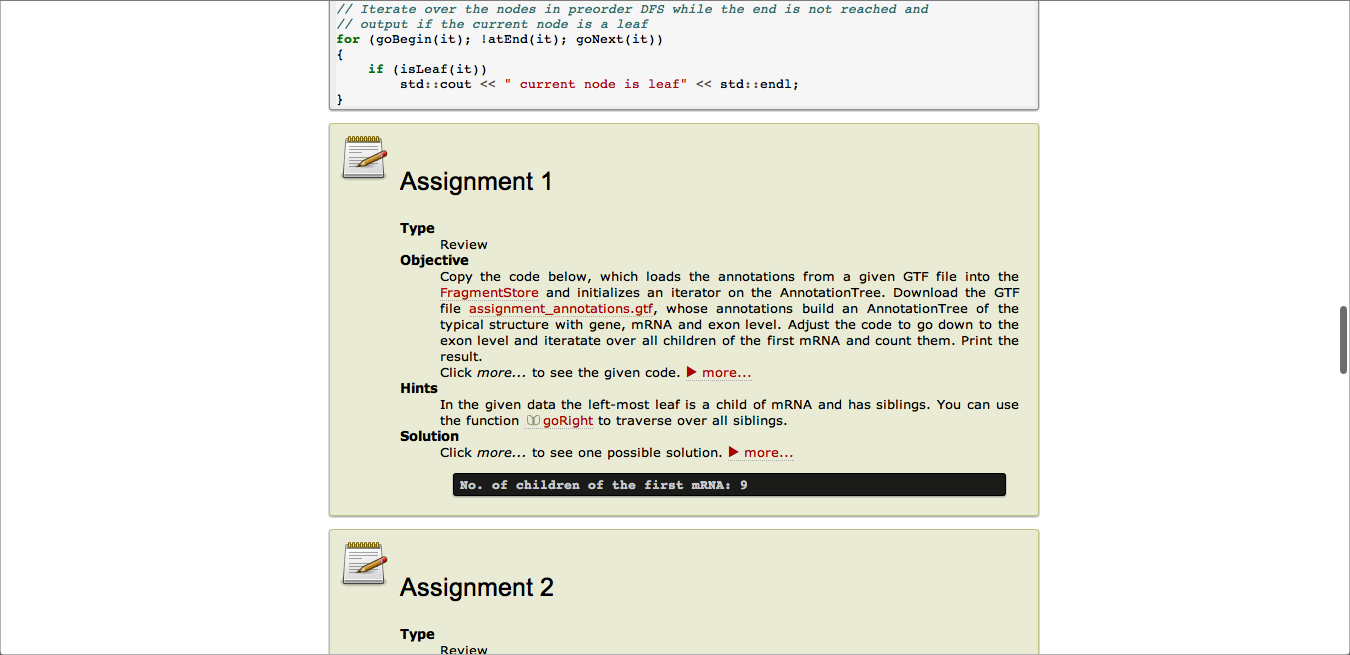 // Iterate over the nodes in preorder DFS while the end is not reached and
// output if the current node is a leaf
for (goBegin(it); !atEnd(it); goNext(it))
{
    if (isLeaf(it))
        std::cout << " current node is leaf" << std::endl;
}
Assignment 1
Type
Review
Objective
Copy the code below, which loads the annotations from a given GTF file into the
FragmentStore and initializes an iterator on the AnnotationTree. Download the GTF
file assignment_annotations.gtf, whose annotations build an AnnotationTree of the
typical structure with gene, mRNA and exon level. Adjust the code to go down to the
exon level and iteratate over all children of the first mRNA and count them. Print the
result.
Click more... to see the given code. ▶ more...
Hints
In the given data the left-most leaf is a child of mRNA and has siblings. You can use
the function goRight to traverse over all siblings.
Solution
Click more... to see one possible solution. ▶ more...
No. of children of the first mRNA: 9
Assignment 2
Type
Review